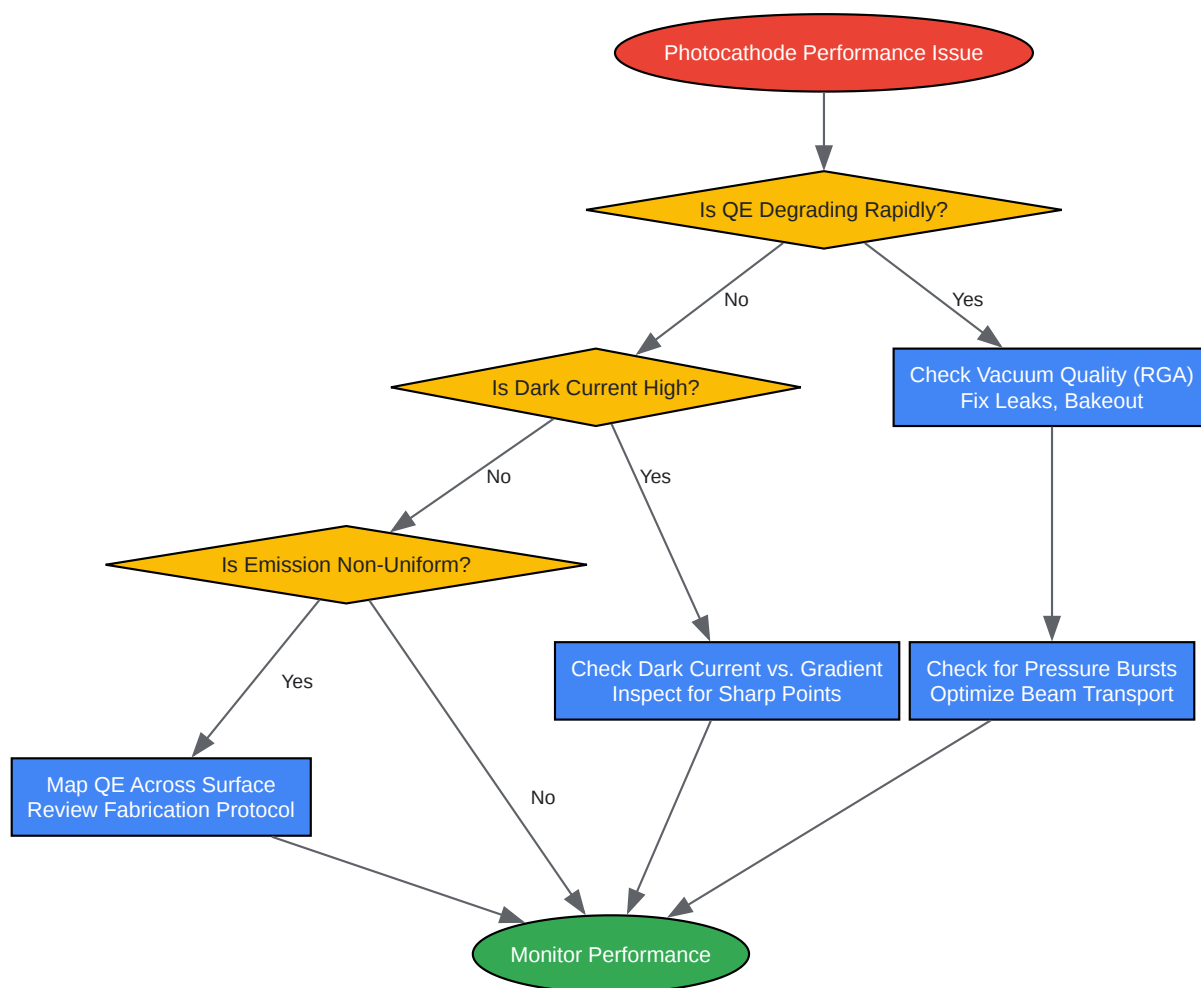 Photocathode Performance Issue
Is QE Degrading Rapidly?
No
Yes
Is Dark Current High?
Check Vacuum Quality (RGA)
Fix Leaks, Bakeout
No
Yes
Is Emission Non-Uniform?
Check Dark Current vs. Gradient
Inspect for Sharp Points
Check for Pressure Bursts
Optimize Beam Transport
Yes
No
Map QE Across Surface
Review Fabrication Protocol
Monitor Performance